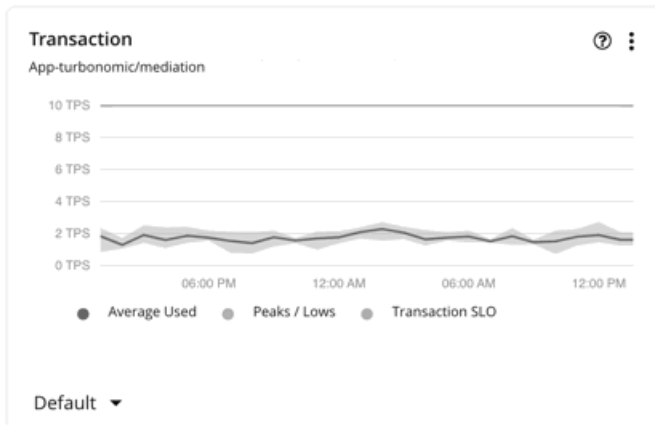 Transaction
App-turbonomic/mediation
10 TPS
8 TPS
6 TPS
4 TPS
2 TPS
0 TPS
06:00 PM 12:00 AM 06:00 AM 12:00 PM
Average Used Peaks / Lows Transaction SLO
Default